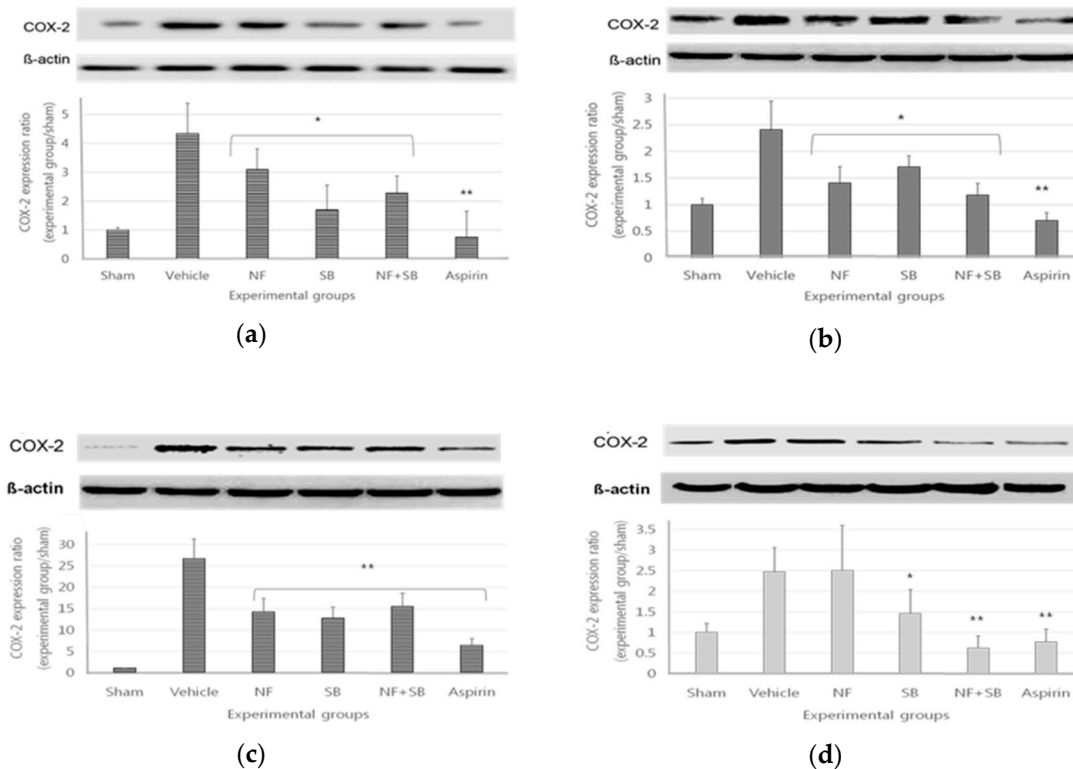 COX-2
ß-actin
COX-2 expression ratio
(experimental group/sham)
5
4
3
2
1
0
*
**
Sham Vehicle NF SB NF+SB Aspirin
Experimental groups
(a)
COX-2
ß-actin
COX-2 expression ratio
(experimental group/sham)
3
2.5
2
1.5
1
0.5
0
*
**
Sham Vehicle NF SB NF+SB Aspirin
Experimental groups
(b)
COX-2
ß-actin
COX-2 expression ratio
(experimental group/sham)
30
25
20
15
10
5
0
**
Sham Vehicle NF SB NF+SB Aspirin
Experimental groups
(c)
COX-2
ß-actin
COX-2 expression ratio
(experimental group/sham)
3.5
3
2.5
2
1.5
1
0.5
0
*
**
**
Sham Vehicle NF SB NF+SB Aspirin
Experimental groups
(d)